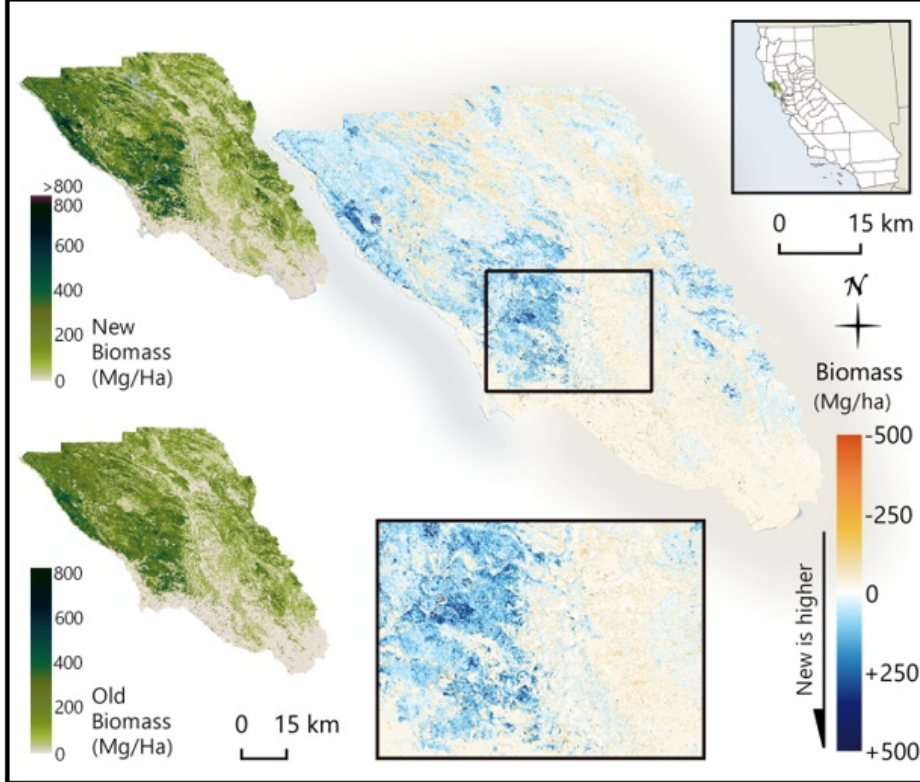 >800
800
600
400
200
0
New
Biomass
(Mg/Ha)
800
600
400
200
0
Old
Biomass
(Mg/Ha)
0 15 km
0 15 km
N
Biomass
(Mg/ha)
-500
-250
0
+250
+500
New is higher